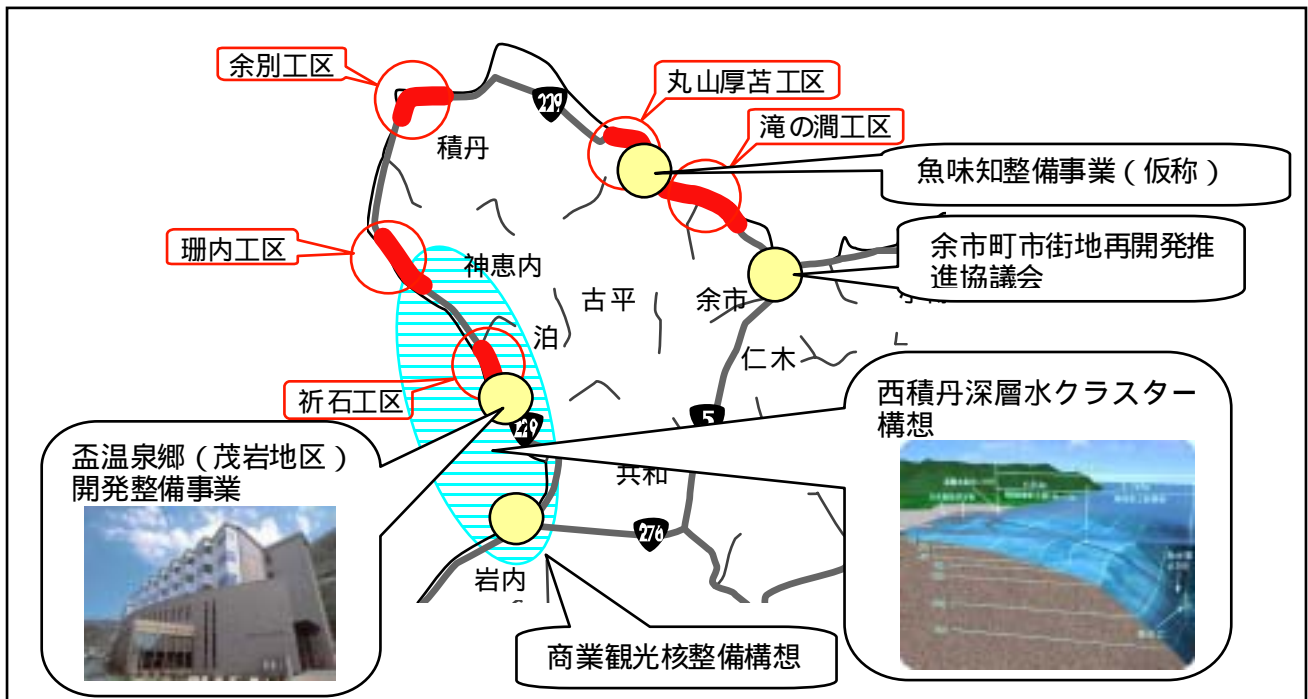 余別工区
丸山厚苫工区
229
滝の澗工区
積丹
魚味知整備事業(仮称)
珊内工区
神恵内
余市町市街地再開発推
進協議会
古平
余市
泊
仁木
祈石工区
西積丹深層水クラスター
構想
229
5
盃温泉郷(茂岩地区)
開発整備事業
共和
276
岩内
商業観光核整備構想